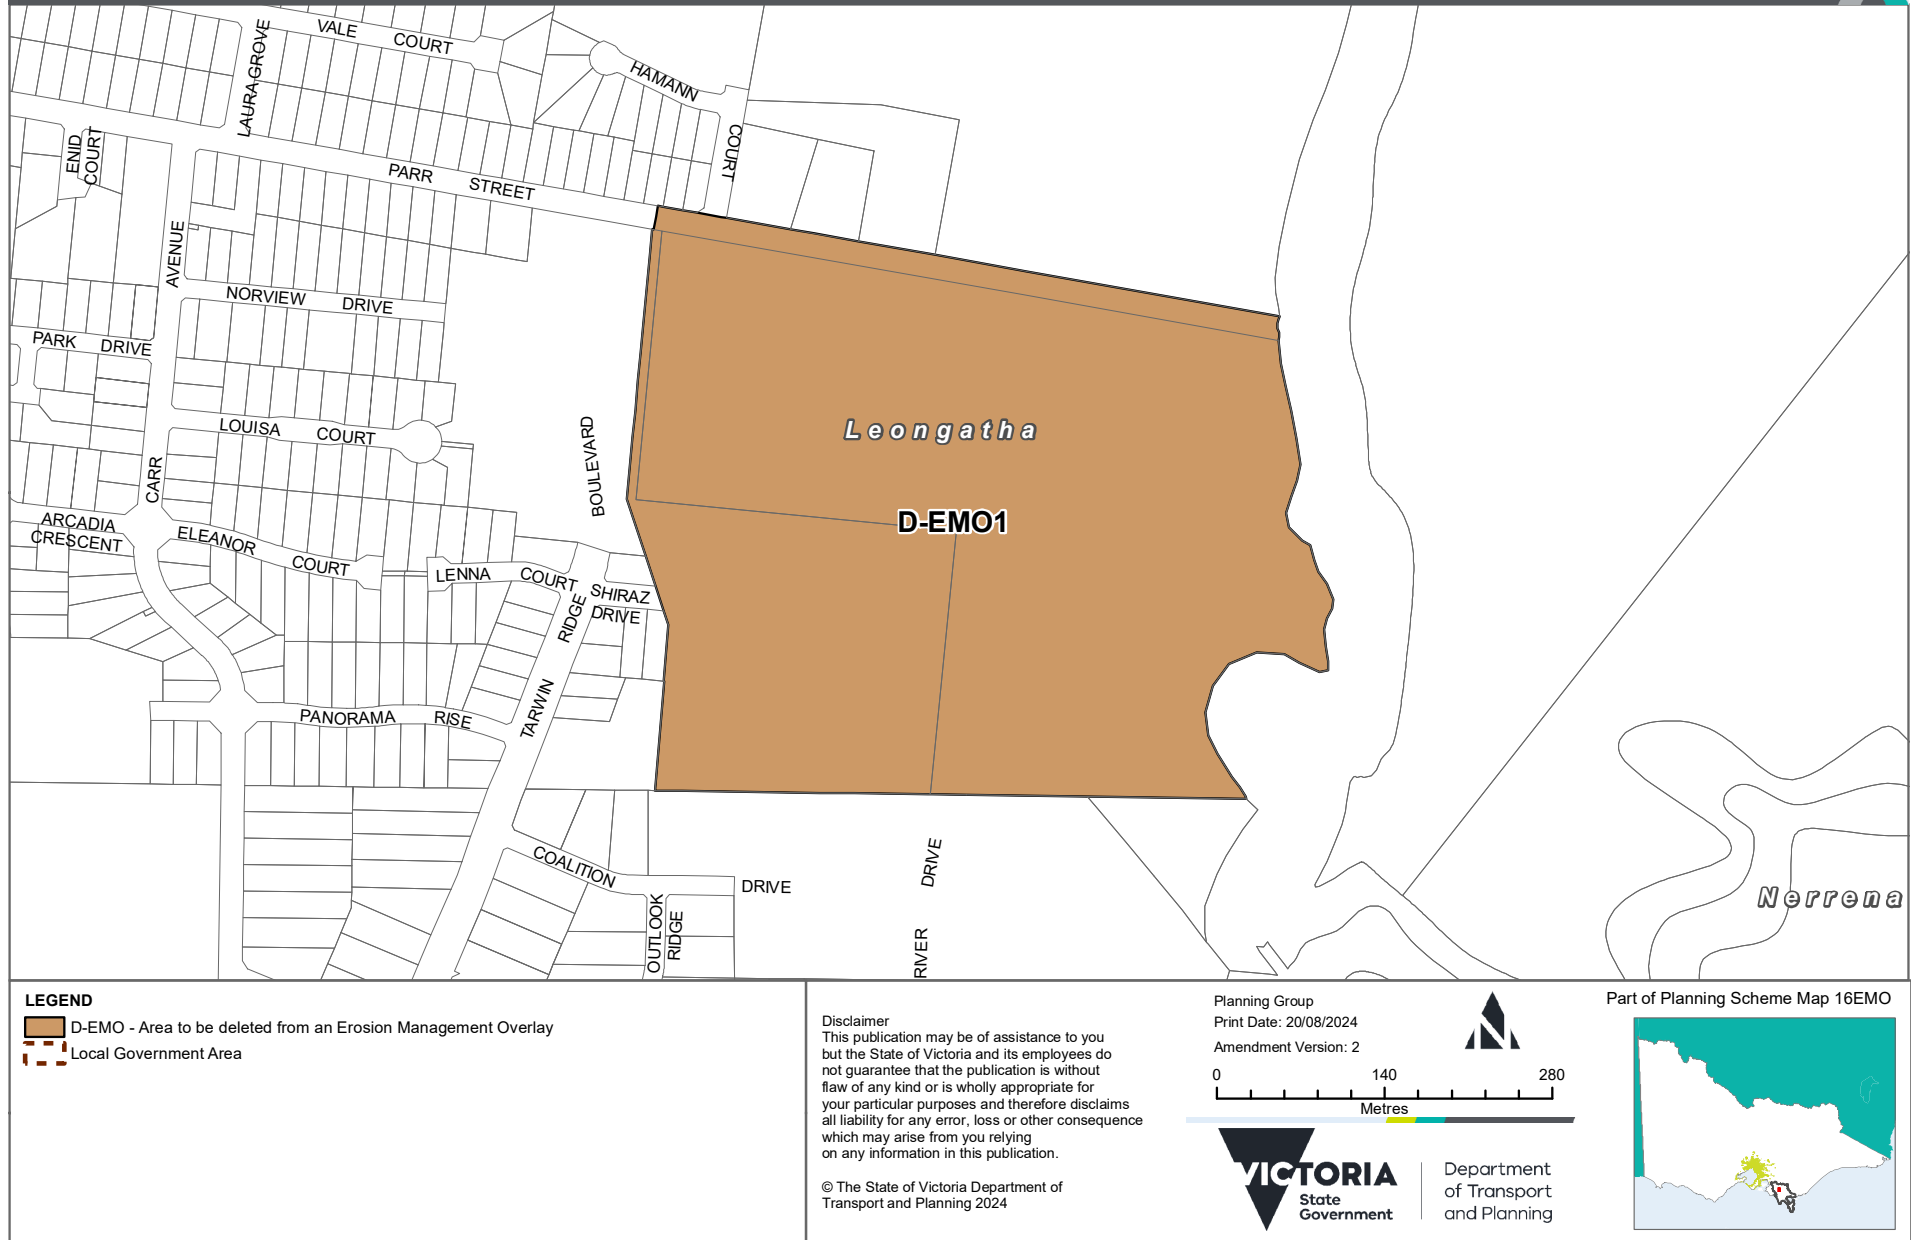 VALE COURT
LAURA GROVE
HAMANN
COURT
ENID
COURT
PARR STREET
AVENUE
NORVIEW DRIVE
PARK DRIVE
LOUISA COURT
BOULEVARD
Leongatha
CARR
D-EMO1
ARCADIA
CRESCENT
ELEANOR COURT
LENNA COURT
SHIRAZ
DRIVE
RIDGE
TARWIN
PANORAMA RISE
COALITION DRIVE
DRIVE
RIVER
OUTLOOK
RIDGE
Nerrena
LEGEND
D-EMO - Area to be deleted from an Erosion Management Overlay
Local Government Area
Disclaimer
This publication may be of assistance to you
but the State of Victoria and its employees do
not guarantee that the publication is without
flaw of any kind or is wholly appropriate for
your particular purposes and therefore disclaims
all liability for any error, loss or other consequence
which may arise from you relying
on any information in this publication.
© The State of Victoria Department of
Transport and Planning 2024
Planning Group
Print Date: 20/08/2024
Amendment Version: 2
0 140 280
Metres
VICTORIA
State
Government
Department
of Transport
and Planning
Part of Planning Scheme Map 16EMO